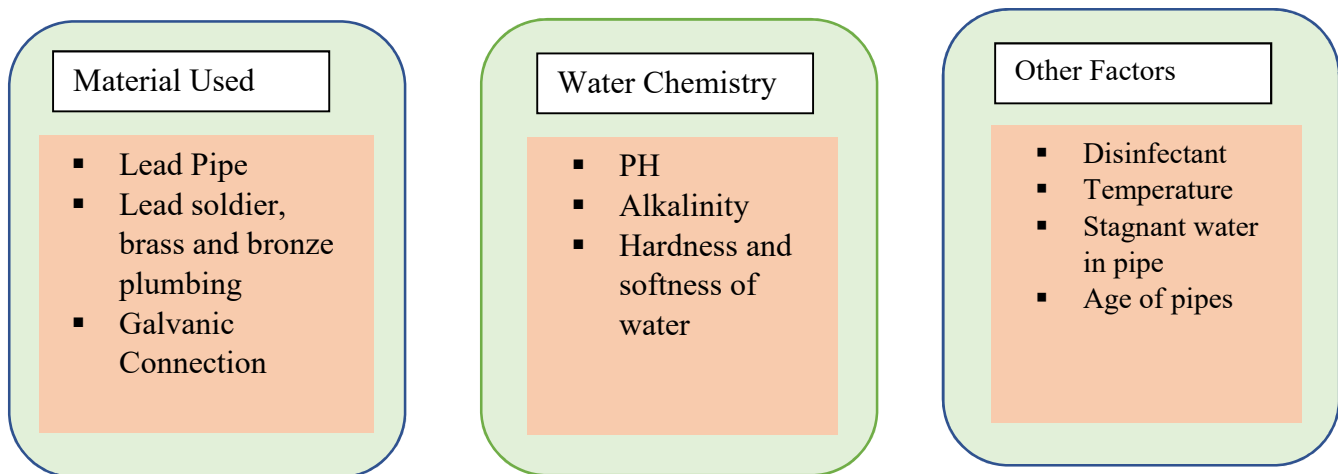 Material Used
▪ Lead Pipe
▪ Lead soldier,
brass and bronze
plumbing
▪ Galvanic
Connection
Water Chemistry
▪ PH
▪ Alkalinity
▪ Hardness and
softness of
water
Other Factors
▪ Disinfectant
▪ Temperature
▪ Stagnant water
in pipe
▪ Age of pipes